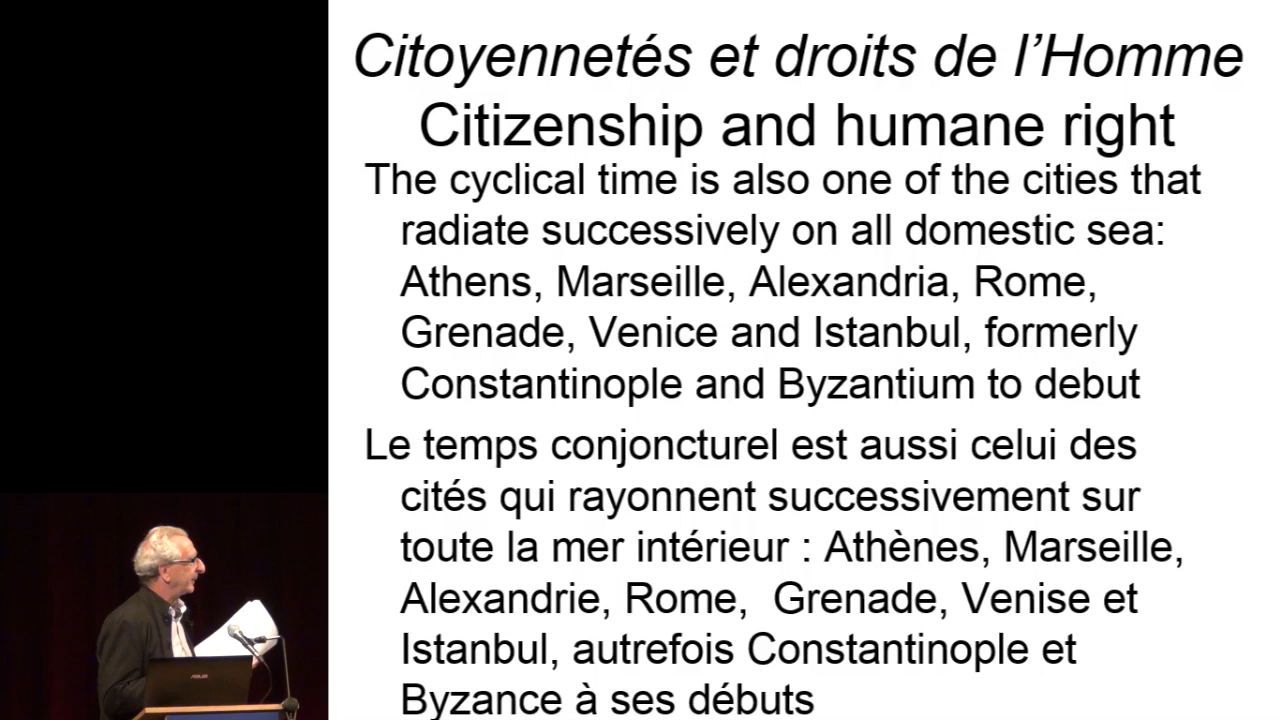 Citoyennetés et droits de l’Homme
Citizenship and humane right
The cyclical time is also one of the cities that
radiate successively on all domestic sea:
Athens, Marseille, Alexandria, Rome,
Grenade, Venice and Istanbul, formerly
Constantinople and Byzantium to debut
Le temps conjoncturel est aussi celui des
cités qui rayonnent successivement sur
toute la mer intérieur : Athènes, Marseille,
Alexandrie, Rome,  Grenade, Venise et
Istanbul, autrefois Constantinople et
Byzance à ses débuts
ASUS